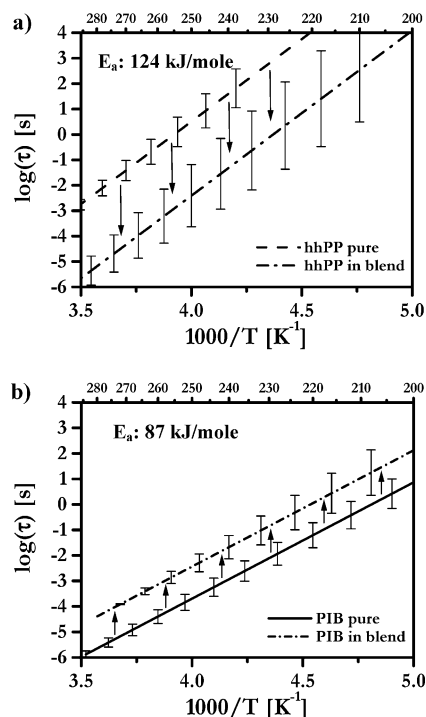 a)
280 270 260 250 240 230 220 210 200
4
3
2
1
0
-1
-2
-3
-4
-5
-6
log(τ) [s]
Eₐ: 124 kJ/mole
hhPP pure
hhPP in blend
3.5 4.0 4.5 5.0
1000/T [K⁻¹]
b)
280 270 260 250 240 230 220 210 200
4
3
2
1
0
-1
-2
-3
-4
-5
-6
log(τ) [s]
Eₐ: 87 kJ/mole
PIB pure
PIB in blend
3.5 4.0 4.5 5.0
1000/T [K⁻¹]